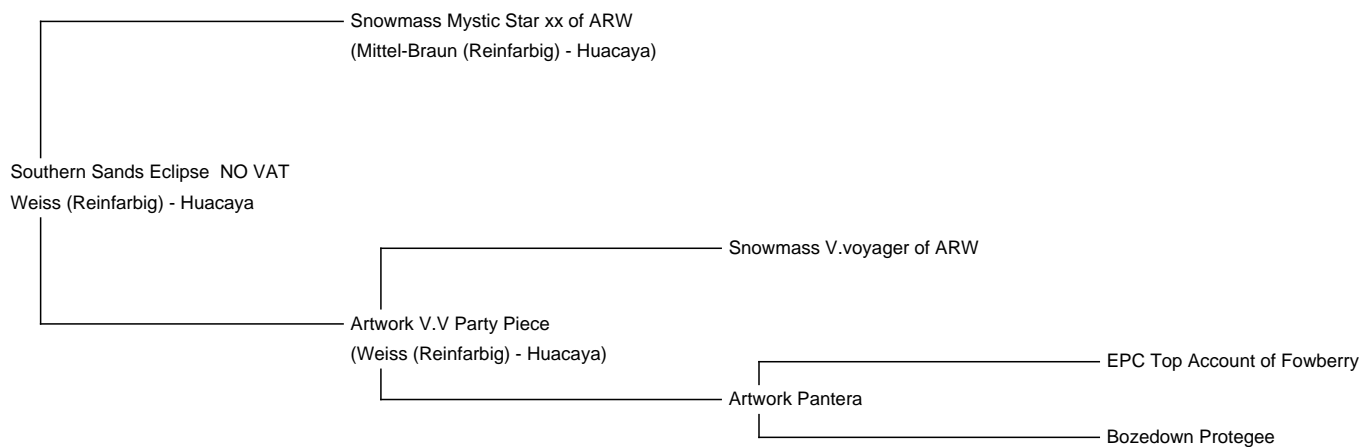 Snowmass Mystic Star xx of ARW
(Mittel-Braun (Reinfarbig) - Huacaya)
Southern Sands Eclipse  NO VAT
Weiss (Reinfarbig) - Huacaya
Snowmass V.voyager of ARW
Artwork V.V Party Piece
(Weiss (Reinfarbig) - Huacaya)
EPC Top Account of Fowberry
Artwork Pantera
Bozedown Protegee